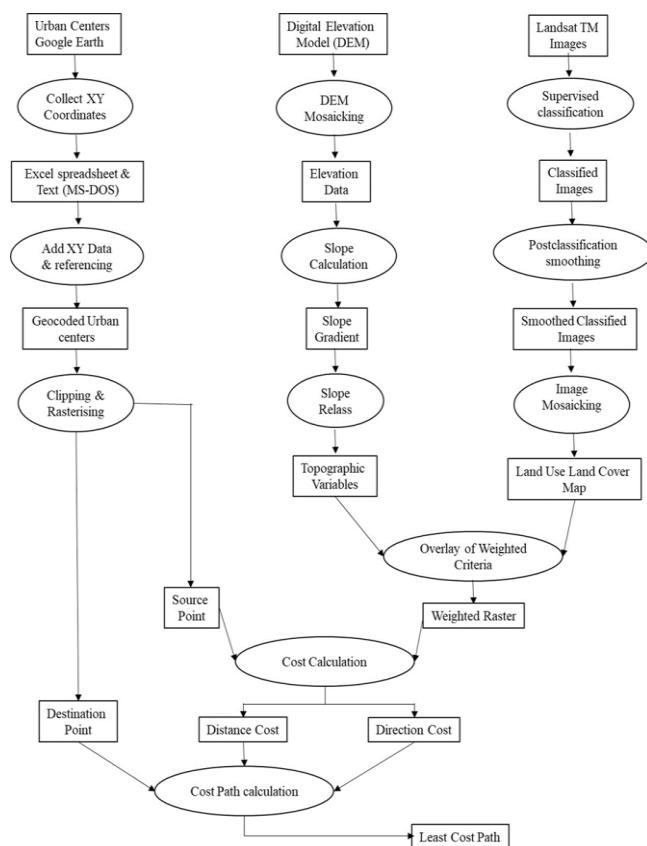 Urban Centers
Google Earth
Digital Elevation
Model (DEM)
Landsat TM
Images
Collect XY
Coordinates
DEM
Mosaicking
Supervised
classification
Excel spreadsheet &
Text (MS-DOS)
Elevation
Data
Classified
Images
Add XY Data
& referencing
Slope
Calculation
Postclassification
smoothing
Geocoded Urban
centers
Slope
Gradient
Smoothed Classified
Images
Clipping &
Rasterising
Slope
Relass
Image
Mosaicking
Topographic
Variables
Land Use Land Cover
Map
Overlay of Weighted
Criteria
Source
Point
Weighted Raster
Cost Calculation
Destination
Point
Distance Cost
Direction Cost
Cost Path calculation
Least Cost Path